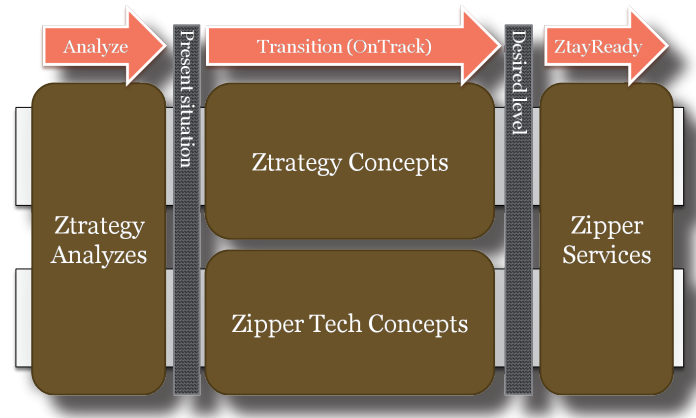 Analyze
Transition (OnTrack)
ZtayReady
Present situation
Desired level
Ztrategy
Analyzes
Ztrategy Concepts
Zipper Tech Concepts
Zipper
Services